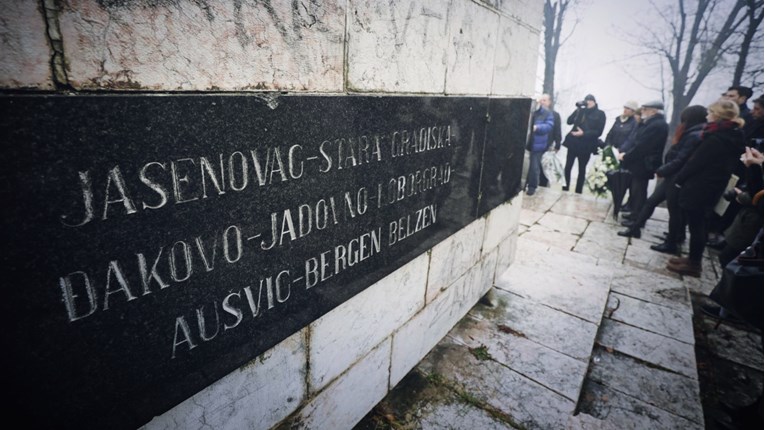 JASENOVAC-STARA GRADIŠKA-
ĐAKOVO-JADOVNO-LOBORGRAD-
AUSVIC-BERGEN BELZEN